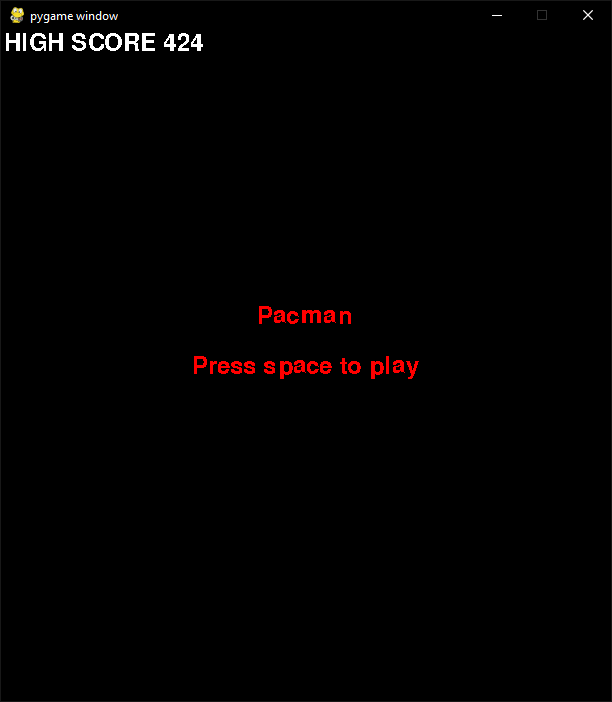 pygame window
HIGH SCORE 424
Pacman
Press space to play